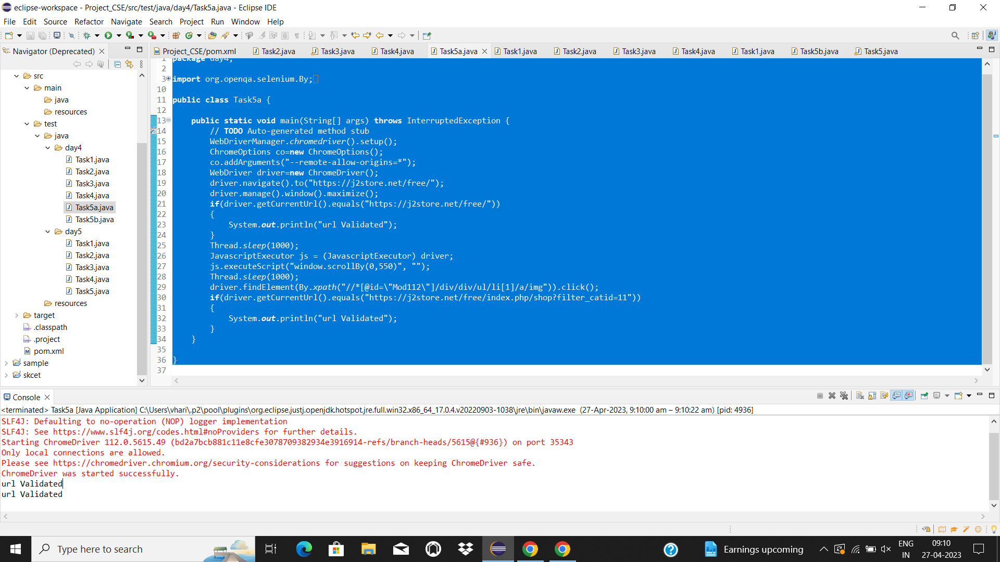 eclipse-workspace - Project_CSE/src/test/java/day4/Task5a.java - Eclipse IDE
File Edit Source Refactor Navigate Search Project Run Window Help
Navigator (Deprecated)
Project_CSE/pom.xml Task2.java Task3.java Task4.java Task5a.java Task1.java Task2.java Task3.java Task4.java Task1.java Task5b.java Task5.java
src
main
java
resources
test
java
day4
Task1.java
Task2.java
Task3.java
Task4.java
Task5a.java
Task5b.java
day5
Task1.java
Task2.java
Task3.java
Task4.java
Task5.java
resources
target
.classpath
.project
pom.xml
sample
skcet
1 package day4;
2
3 import org.openqa.selenium.By;
10
11 public class Task5a {
12
13 public static void main(String[] args) throws InterruptedException {
14 // TODO Auto-generated method stub
15 WebDriverManager.chromedriver().setup();
16 ChromeOptions co=new ChromeOptions();
17 co.addArguments("--remote-allow-origins=*");
18 WebDriver driver=new ChromeDriver();
19 driver.navigate().to("https://j2store.net/free/");
20 driver.manage().window().maximize();
21 if(driver.getCurrentUrl().equals("https://j2store.net/free/"))
22 {
23 System.out.println("url Validated");
24 }
25 Thread.sleep(1000);
26 JavascriptExecutor js = (JavascriptExecutor) driver;
27 js.executeScript("window.scrollBy(0,550)", "");
28 Thread.sleep(1000);
29 driver.findElement(By.xpath("//*[@id=\"Mod112\"]/div/div/ul/li[1]/a/img")).click();
30 if(driver.getCurrentUrl().equals("https://j2store.net/free/index.php/shop?filter_catid=11"))
31 {
32 System.out.println("url Validated");
33 }
34 }
35
36 }
37
Console
<terminated> Task5a [Java Application] C:\Users\vhari\.p2\pool\plugins\org.eclipse.justj.openjdk.hotspot.jre.full.win32.x86_64_17.0.4.v20220903-1038\jre\bin\javaw.exe (27-Apr-2023, 9:10:00 am – 9:10:22 am) [pid: 4936]
SLF4J: Defaulting to no-operation (NOP) logger implementation
SLF4J: See https://www.slf4j.org/codes.html#noProviders for further details.
Starting ChromeDriver 112.0.5615.49 (bd2a7bcb881c11e8cfe3078709382934e3916914-refs/branch-heads/5615@{#936}) on port 35343
Only local connections are allowed.
Please see https://chromedriver.chromium.org/security-considerations for suggestions on keeping ChromeDriver safe.
ChromeDriver was started successfully.
url Validated
url Validated
Type here to search
Earnings upcoming
ENG
IN
09:10
27-04-2023